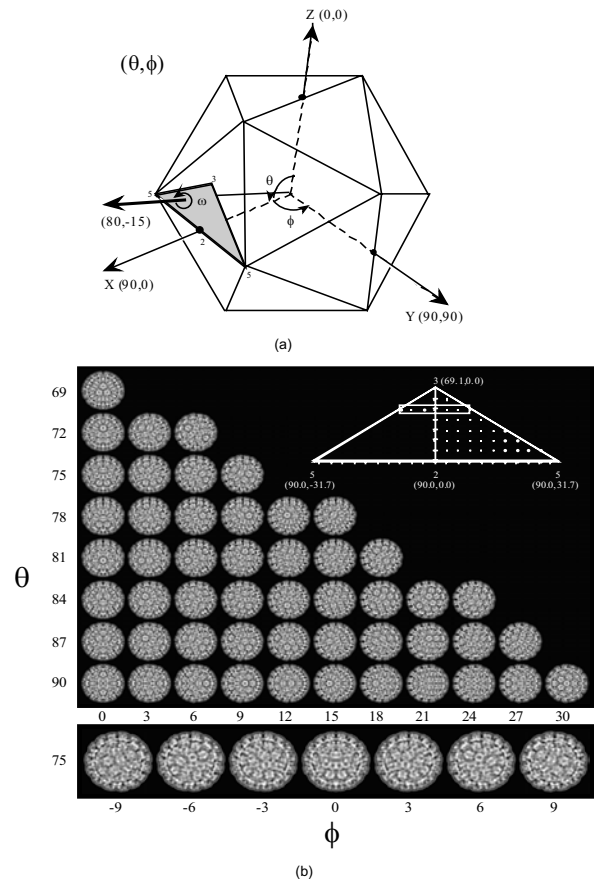 Z (0,0)
(θ,ϕ)
5
3
ω
θ
(80,-15)
2
ϕ
X (90,0)
5
Y (90,90)
(a)
69
3 (69.1,0.0)
72
75
5
2
5
(90.0,-31.7)
(90.0,0.0)
(90.0,31.7)
78
81
θ
84
87
90
0 3 6 9 12 15 18 21 24 27 30
75
-9 -6 -3 0 3 6 9
ϕ
(b)